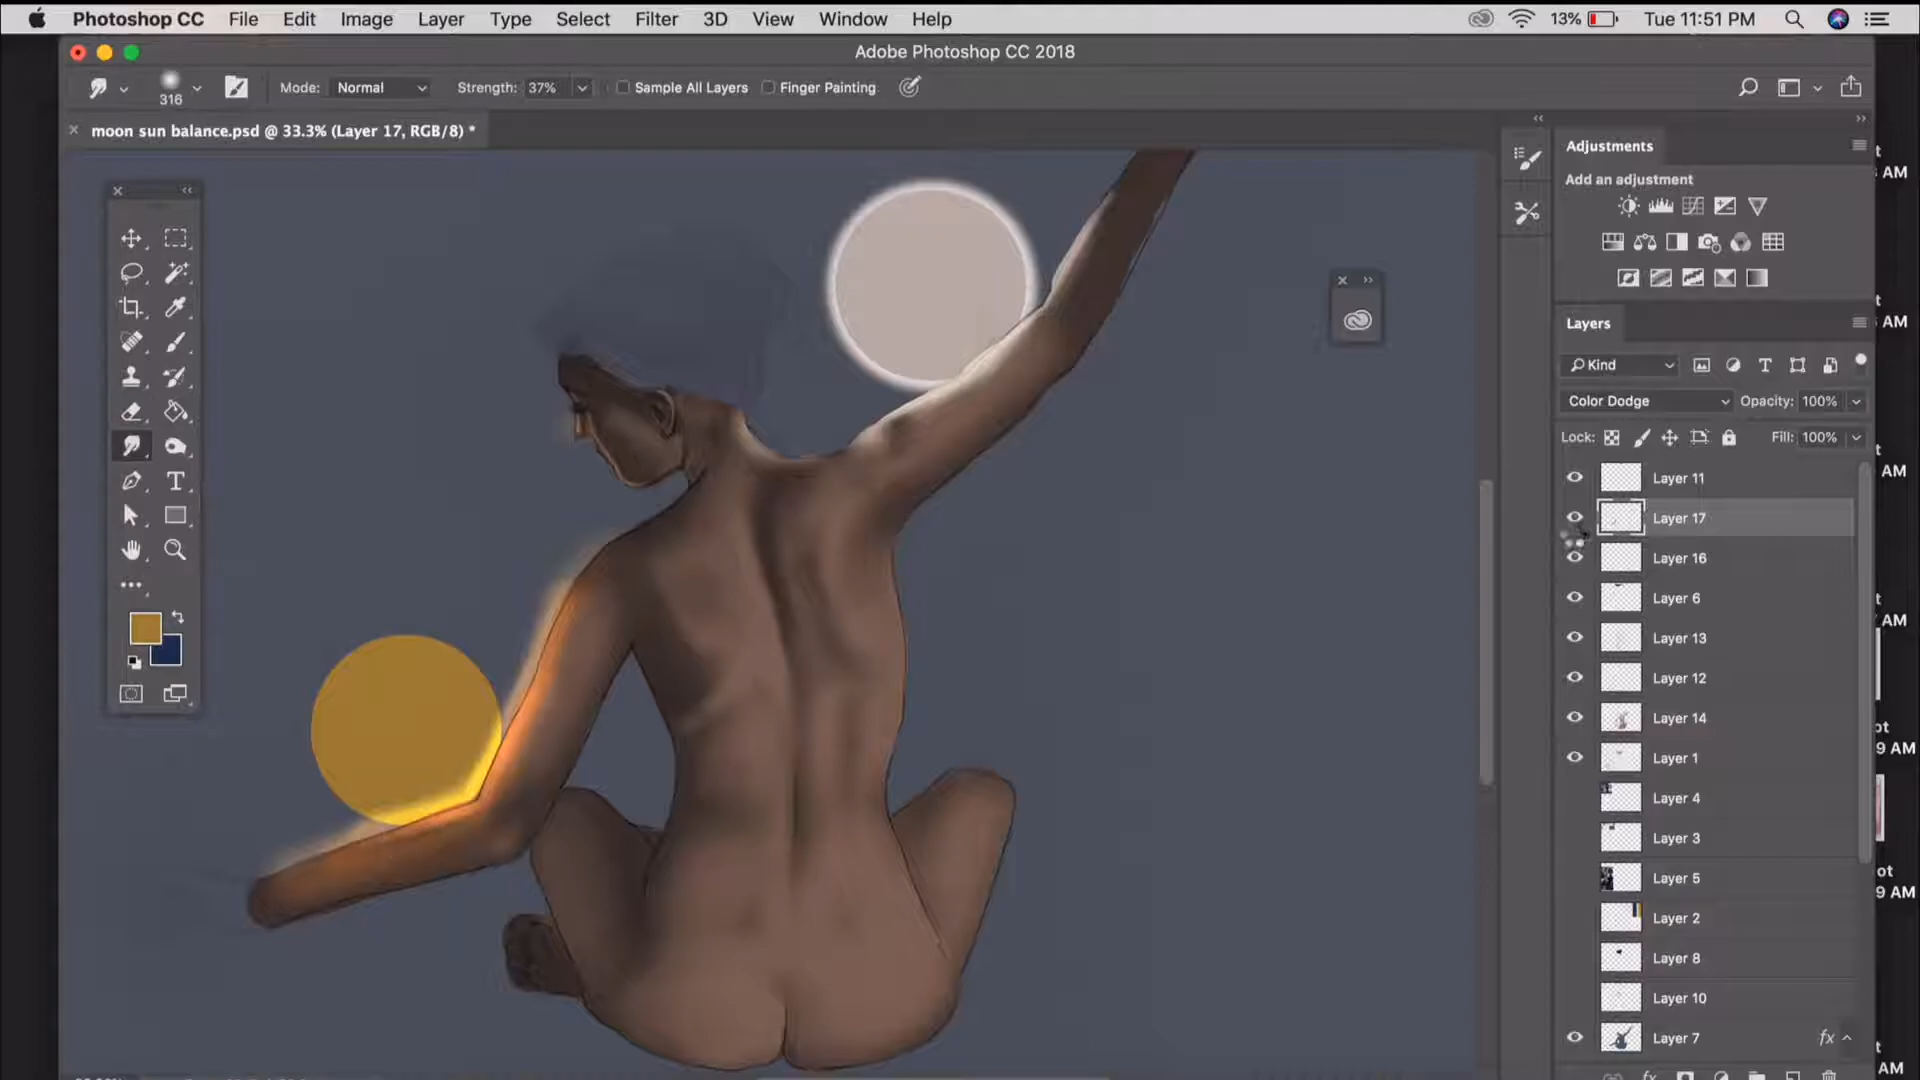 Photoshop CC File Edit Image Layer Type Select Filter 3D View Window Help 13% Tue 11:51 PM
Adobe Photoshop CC 2018
316 Mode: Normal Strength: 37% Sample All Layers Finger Painting
moon sun balance.psd @ 33.3% (Layer 17, RGB/8) *
Adjustments
Add an adjustment
Layers
Kind
Color Dodge Opacity: 100%
Lock: Fill: 100%
Layer 11
Layer 17
Layer 16
Layer 6
Layer 13
Layer 12
Layer 14
Layer 1
Layer 4
Layer 3
Layer 5
Layer 2
Layer 8
Layer 10
Layer 7 fx
t
AM
t
AM
t
AM
t
AM
ot
9 AM
ot
9 AM
t
AM